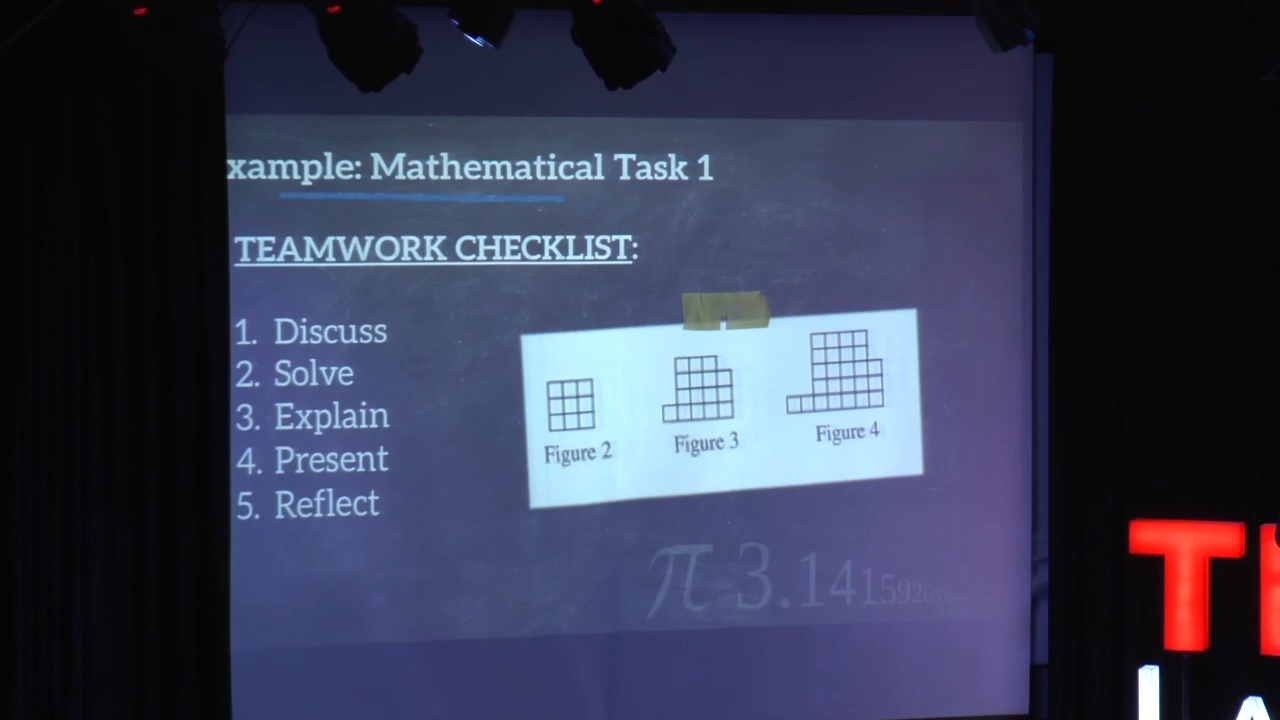 xample: Mathematical Task 1
TEAMWORK CHECKLIST:
1. Discuss
2. Solve
3. Explain
4. Present
5. Reflect
Figure 2
Figure 3
Figure 4
π 3.14159265
T
L